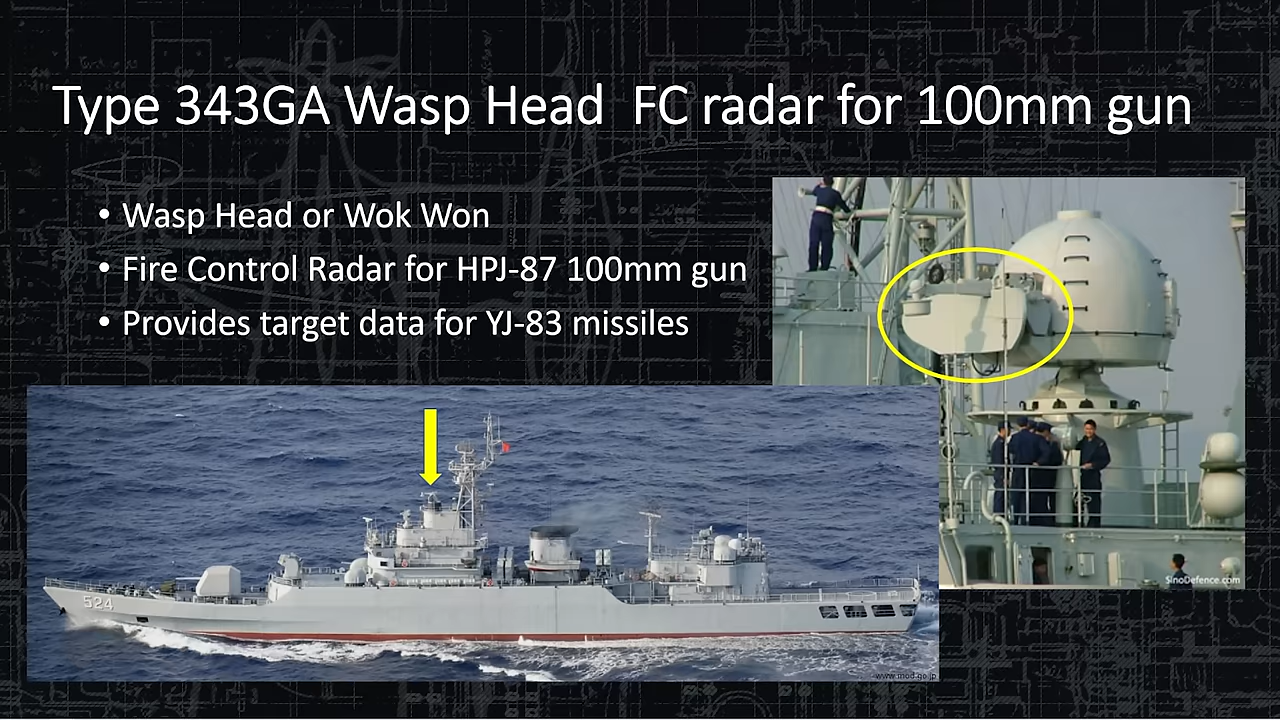 Type 343GA Wasp Head  FC radar for 100mm gun
• Wasp Head or Wok Won
• Fire Control Radar for HPJ-87 100mm gun
• Provides target data for YJ-83 missiles
SinoDefence.com
524
www.mod.go.jp